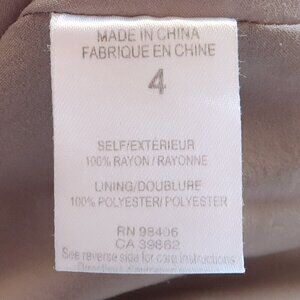 MADE IN CHINA
FABRIQUE EN CHINE
4
SELF/EXTÉRIEUR
100% RAYON/RAYONNE
LINING/DOUBLURE
100% POLYESTER/ POLYESTER
RN 98406
CA 39862
See reverse side for care instructions